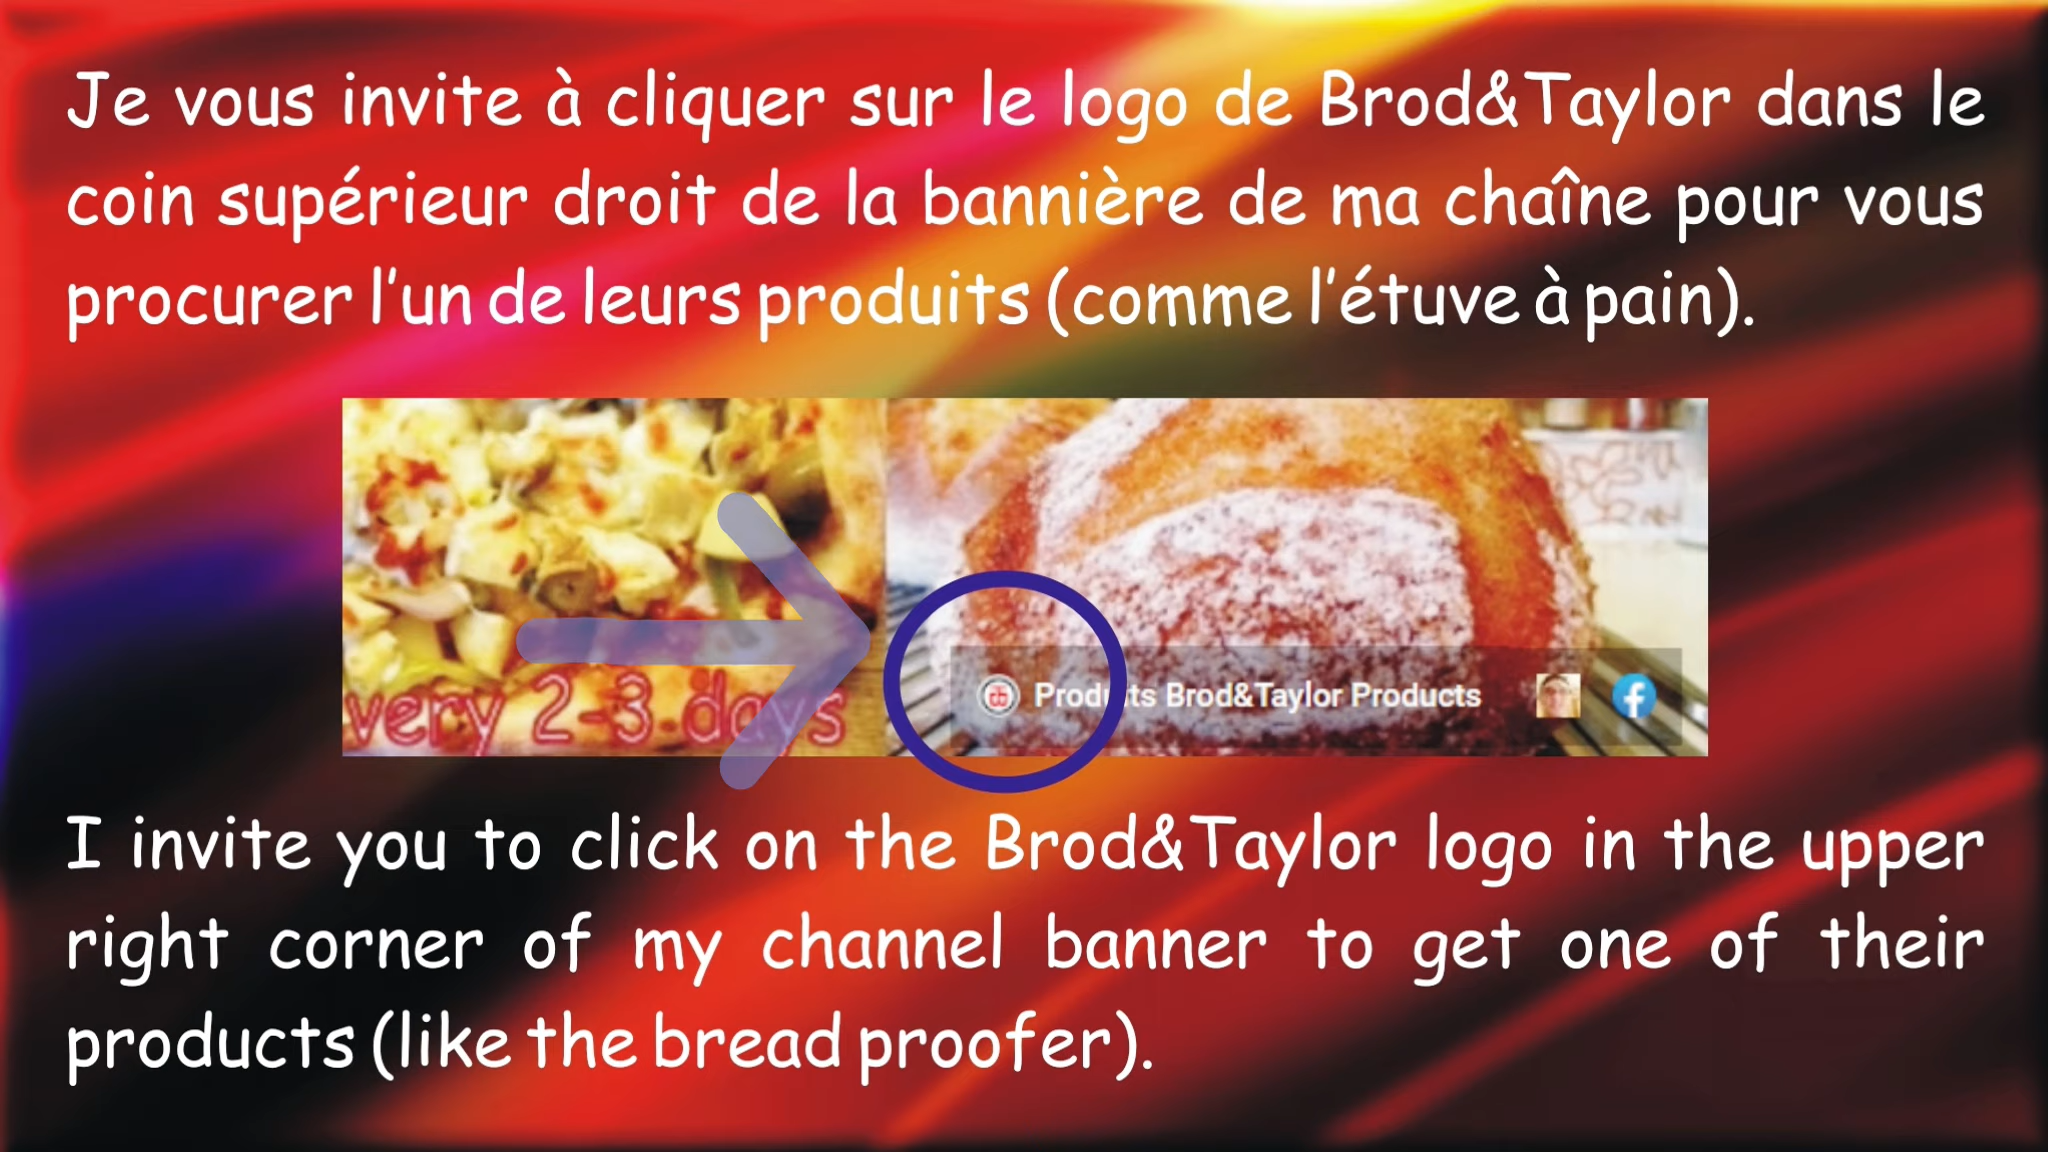 Je vous invite à cliquer sur le logo de Brod&Taylor dans le
coin supérieur droit de la bannière de ma chaîne pour vous
procurer l'un de leurs produits (comme l'étuve à pain).
very 2-3 days
Produits Brod&Taylor Products
I invite you to click on the Brod&Taylor logo in the upper
right corner of my channel banner to get one of their
products (like the bread proofer).